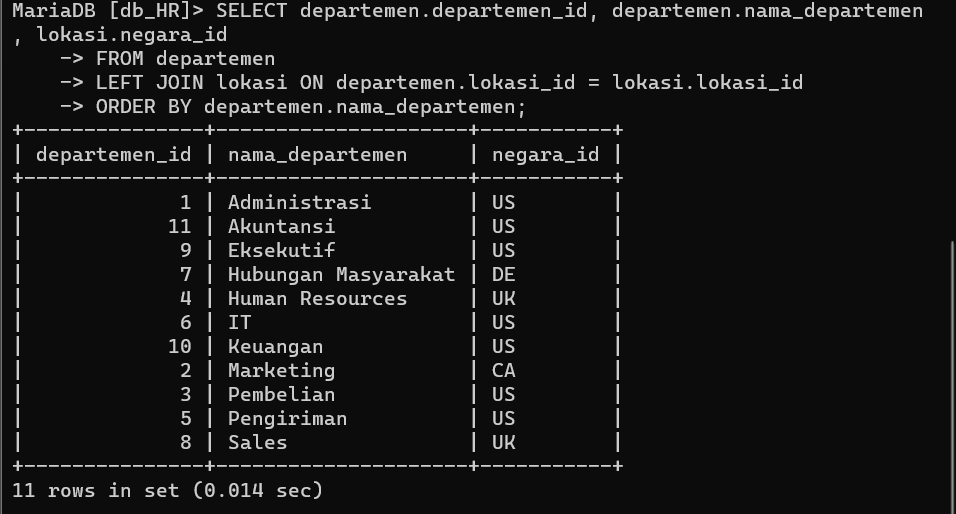 MariaDB [db_HR]> SELECT departemen.departemen_id, departemen.nama_departemen
, lokasi.negara_id
    -> FROM departemen
    -> LEFT JOIN lokasi ON departemen.lokasi_id = lokasi.lokasi_id
    -> ORDER BY departemen.nama_departemen;
+---------------+---------------------+-----------+
| departemen_id | nama_departemen     | negara_id |
+---------------+---------------------+-----------+
|             1 | Administrasi        | US        |
|            11 | Akuntansi           | US        |
|             9 | Eksekutif           | US        |
|             7 | Hubungan Masyarakat | DE        |
|             4 | Human Resources     | UK        |
|             6 | IT                  | US        |
|            10 | Keuangan            | US        |
|             2 | Marketing           | CA        |
|             3 | Pembelian           | US        |
|             5 | Pengiriman          | US        |
|             8 | Sales               | UK        |
+---------------+---------------------+-----------+
11 rows in set (0.014 sec)